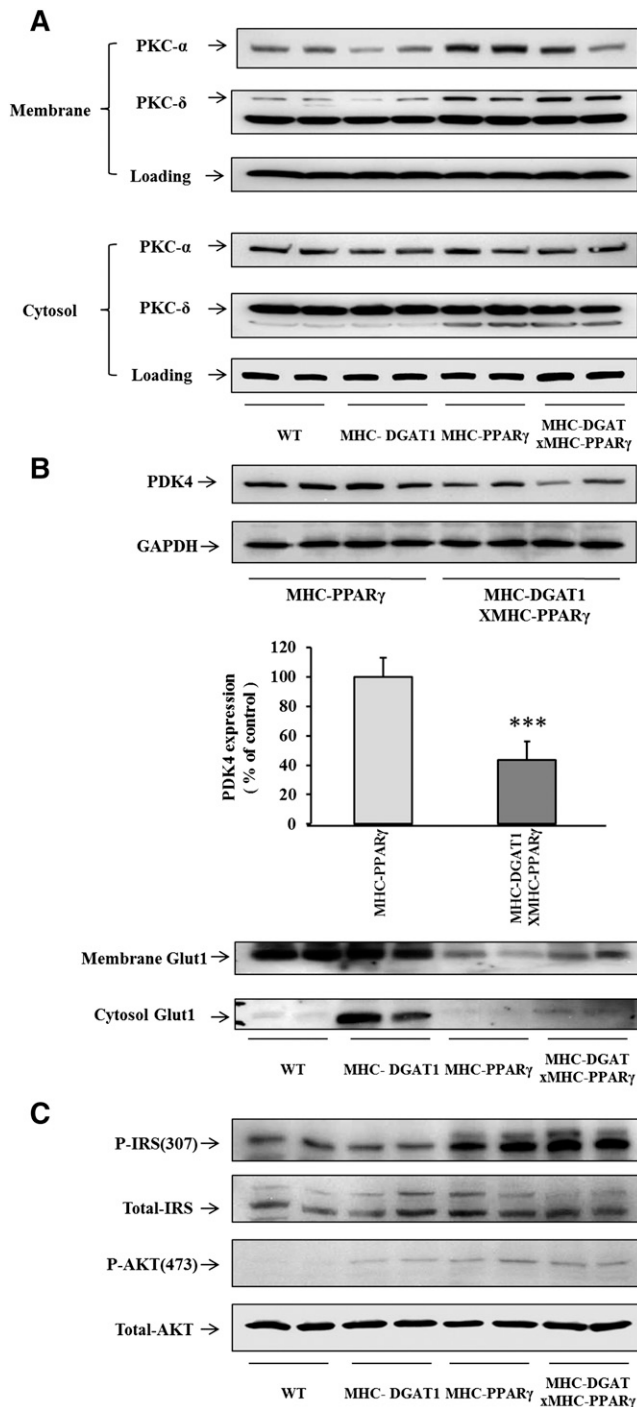 A
Membrane
PKC-α
PKC-δ
Loading
Cytosol
PKC-α
PKC-δ
Loading
WT
MHC- DGAT1
MHC-PPARγ
MHC-DGAT
xMHC-PPARγ
B
PDK4
GAPDH
MHC-PPARγ
MHC-DGAT1
XMHC-PPARγ
PDK4 expression
( % of control )
120
100
80
60
40
20
0
***
MHC-PPARγ
MHC-DGAT1
XMHC-PPARγ
Membrane Glut1
Cytosol Glut1
WT
MHC- DGAT1
MHC-PPARγ
MHC-DGAT
xMHC-PPARγ
C
P-IRS(307)
Total-IRS
P-AKT(473)
Total-AKT
WT
MHC- DGAT1
MHC-PPARγ
MHC-DGAT
xMHC-PPARγ